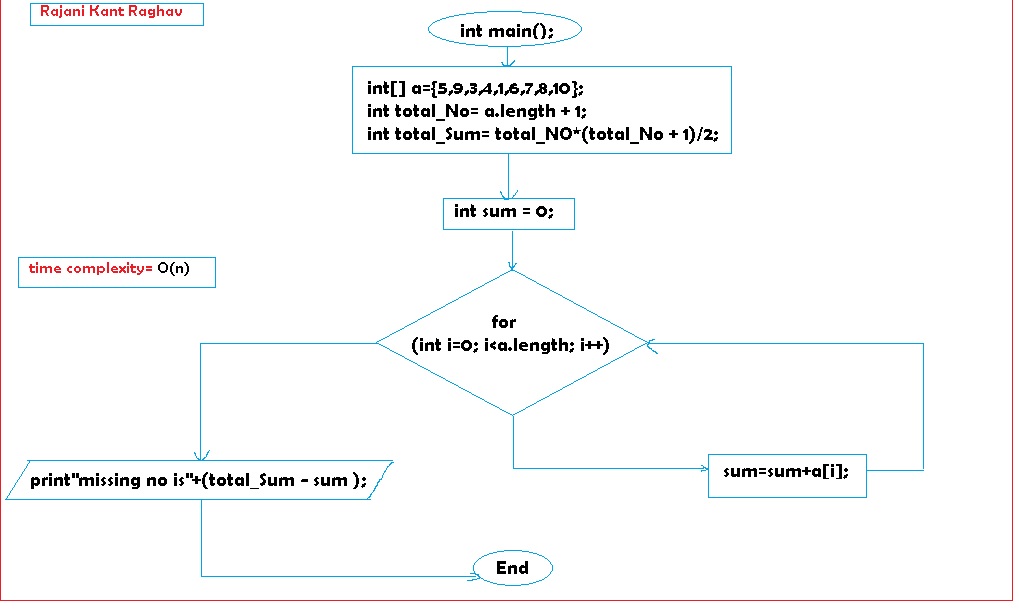 Rajani Kant Raghav
int main();
int[] a={5,9,3,4,1,6,7,8,10};
int total_No= a.length + 1;
int total_Sum= total_NO*(total_No + 1)/2;
int sum = 0;
time complexity= O(n)
for
(int i=0; i<a.length; i++)
sum=sum+a[i];
print"missing no is"+(total_Sum - sum );
End